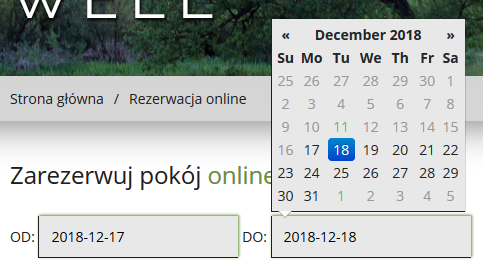 WELL
« December 2018 »
Su Mo Tu We Th Fr Sa
25 26 27 28 29 30 1
2 3 4 5 6 7 8
9 10 11 12 13 14 15
16 17 18 19 20 21 22
23 24 25 26 27 28 29
30 31 1 2 3 4 5
Strona główna / Rezerwacja online
Zarezerwuj pokój online
OD: 2018-12-17 DO: 2018-12-18